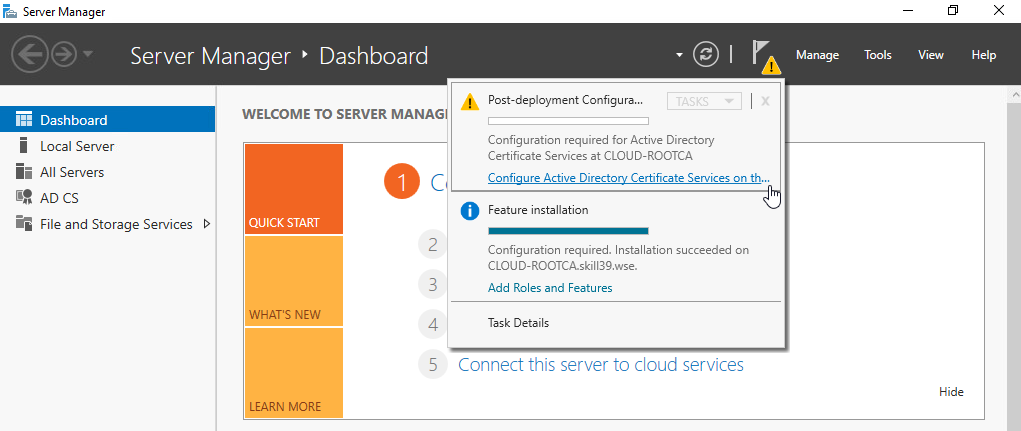 Server Manager
Server Manager ‣ Dashboard
Manage
Tools
View
Help
Dashboard
Local Server
All Servers
AD CS
File and Storage Services
WELCOME TO SERVER MANAG
QUICK START
WHAT'S NEW
LEARN MORE
1
2
3
4
5 Connect this server to cloud services
Hide
Post-deployment Configura...
TASKS
X
Configuration required for Active Directory
Certificate Services at CLOUD-ROOTCA
Configure Active Directory Certificate Services on th...
Feature installation
Configuration required. Installation succeeded on
CLOUD-ROOTCA.skill39.wse.
Add Roles and Features
Task Details